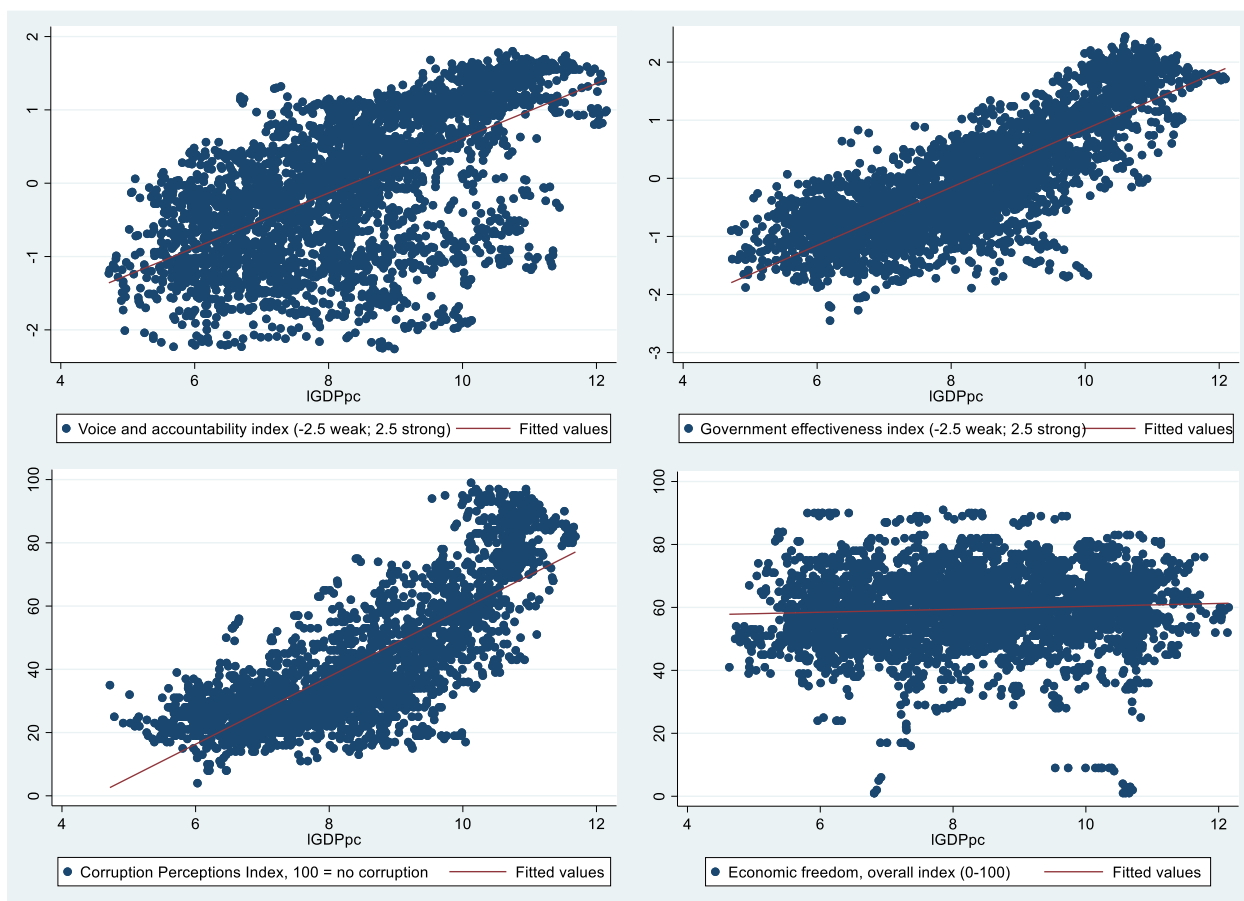 2
1
0
-1
-2
4 6 8 10 12
lGDPpc
Voice and accountability index (-2.5 weak; 2.5 strong) Fitted values
2
1
0
-1
-2
-3
4 6 8 10 12
lGDPpc
Government effectiveness index (-2.5 weak; 2.5 strong) Fitted values
100
80
60
40
20
0
4 6 8 10 12
lGDPpc
Corruption Perceptions Index, 100 = no corruption Fitted values
100
80
60
40
20
0
4 6 8 10 12
lGDPpc
Economic freedom, overall index (0-100) Fitted values